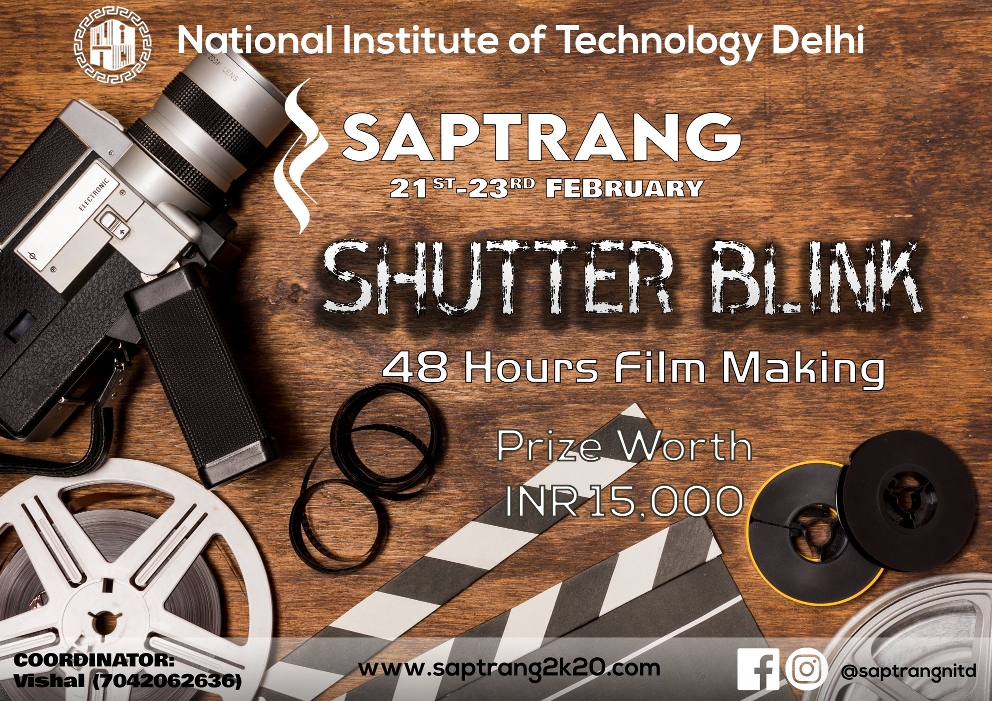 National Institute of Technology Delhi
SAPTRANG
21ST-23RD FEBRUARY
SHUTTER BLINK
48 Hours Film Making
Prize Worth
INR 15,000
ELECTRONIC
COORDINATOR:
Vishal (7042062636)
www.saptrang2k20.com
@saptrangnitd